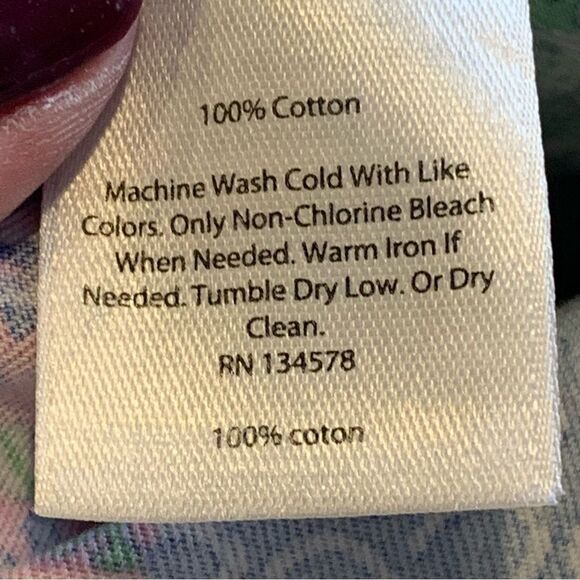 100% Cotton
Machine Wash Cold With Like
Colors. Only Non-Chlorine Bleach
When Needed. Warm Iron If
Needed. Tumble Dry Low. Or Dry
Clean.
RN 134578
100% coton